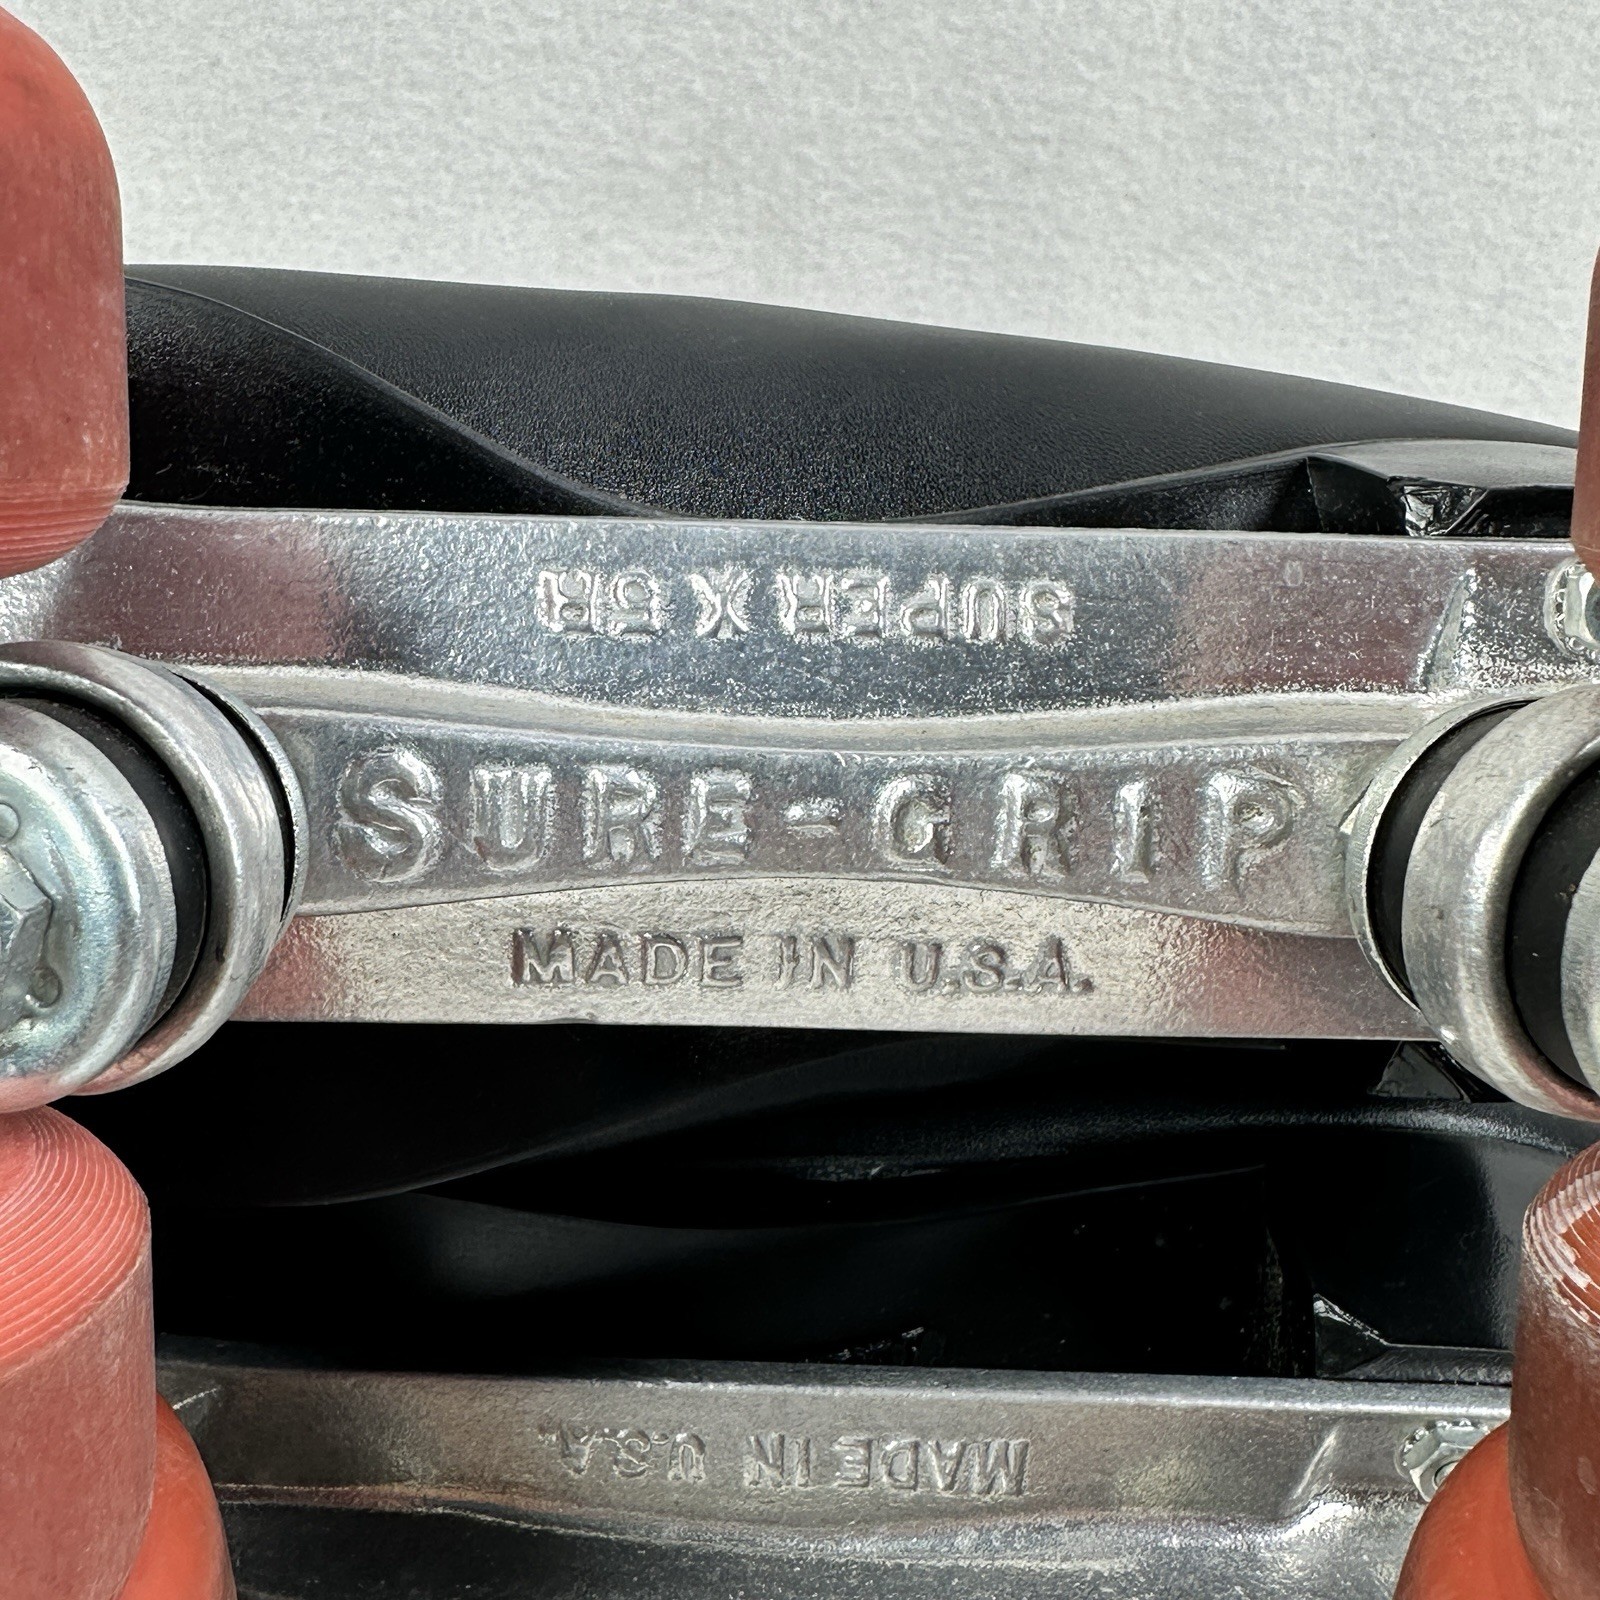 SUPER X 5R
SURE-GRIP
MADE IN U.S.A.
MADE IN U.S.A.